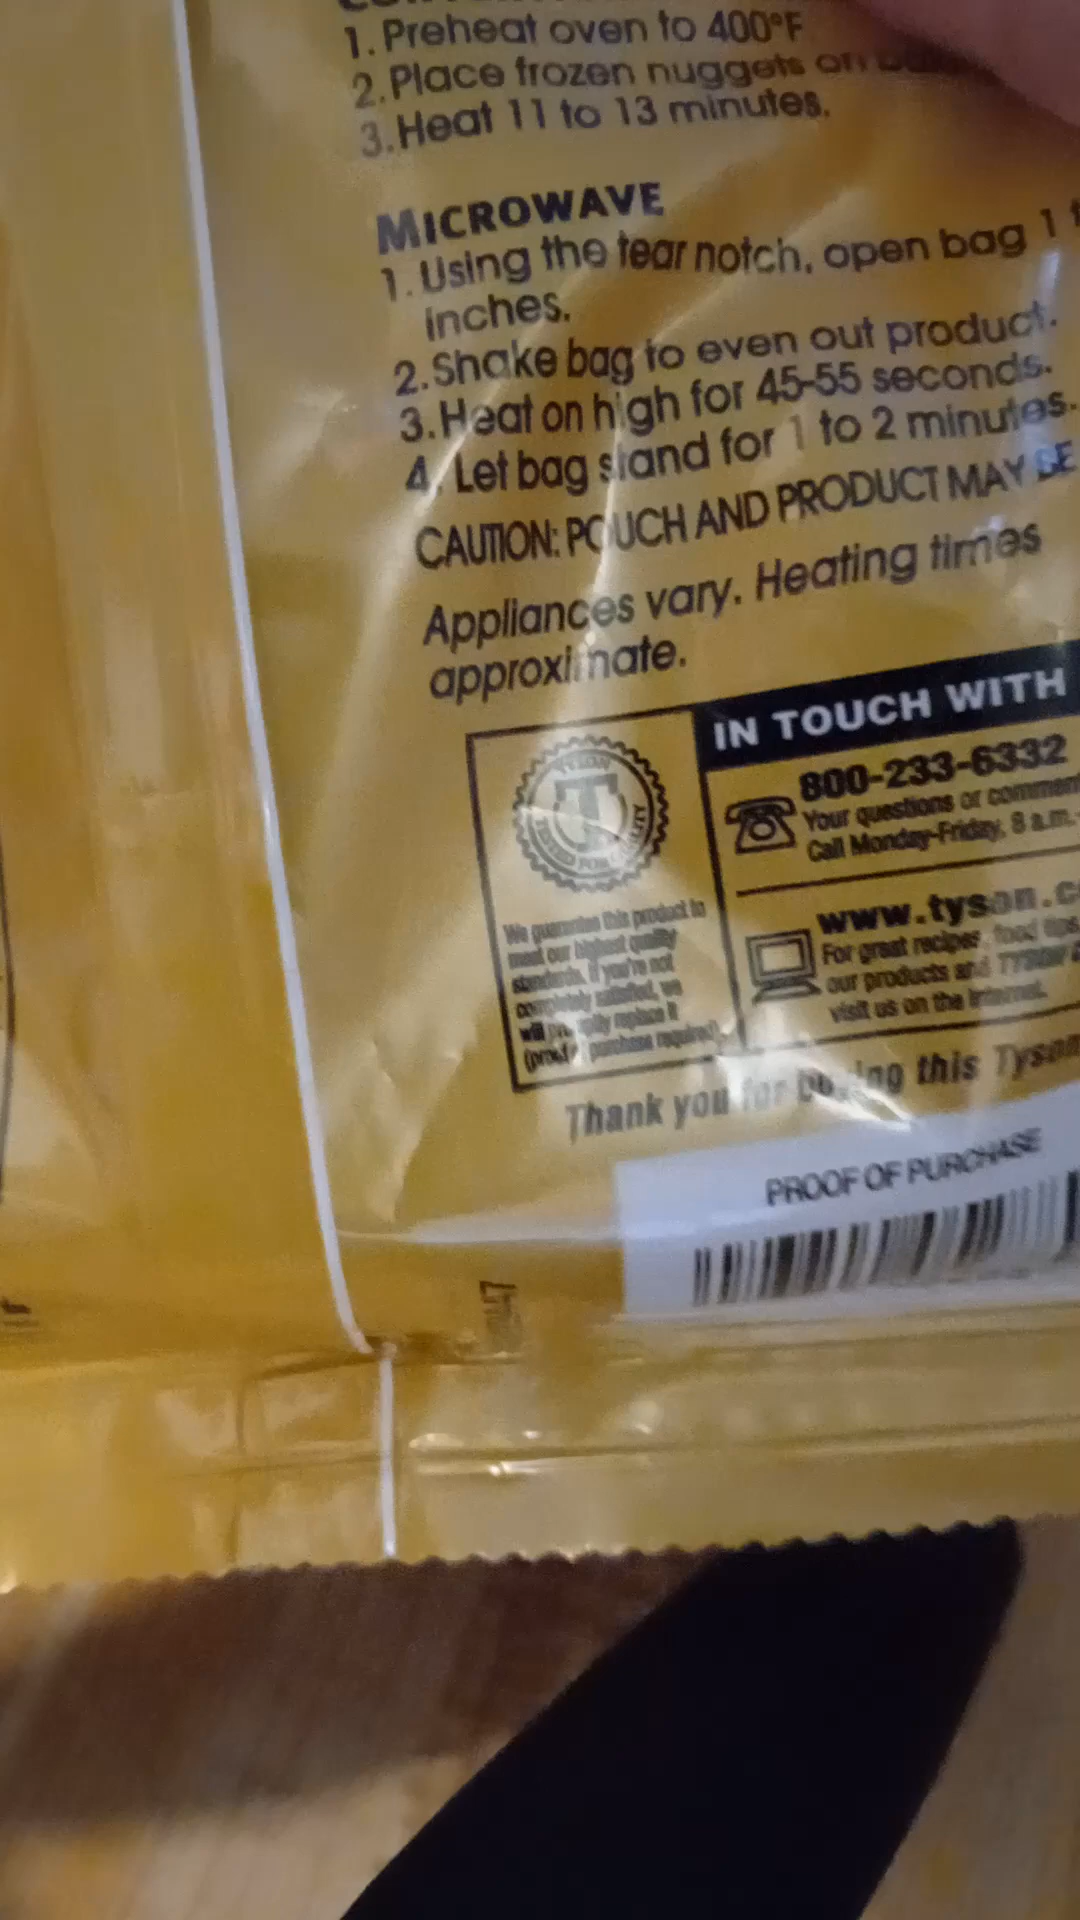 1. Preheat oven to 400°F
2. Place frozen nuggets on
3. Heat 11 to 13 minutes.
MICROWAVE
1. Using the tear notch, open bag 1
inches.
2. Shake bag to even out product.
3. Heat on high for 45-55 seconds.
4. Let bag stand for 1 to 2 minutes.
CAUTION: POUCH AND PRODUCT MAY BE
Appliances vary. Heating times
approximate.
TYSON
T
TRUSTED FOR QUALITY
We guarantee this product to
meet our highest quality
standards. If you're not
completely satisfied, we
will promptly replace it
(proof of purchase required).
IN TOUCH WITH
800-233-6332
Your questions or
Call Monday-Friday, 8 a.m.-
www.tyson.
For great recipes, food tips,
our products and TYSON
visit us on the Internet.
Thank you for buying this Tyson
PROOF OF PURCHASE